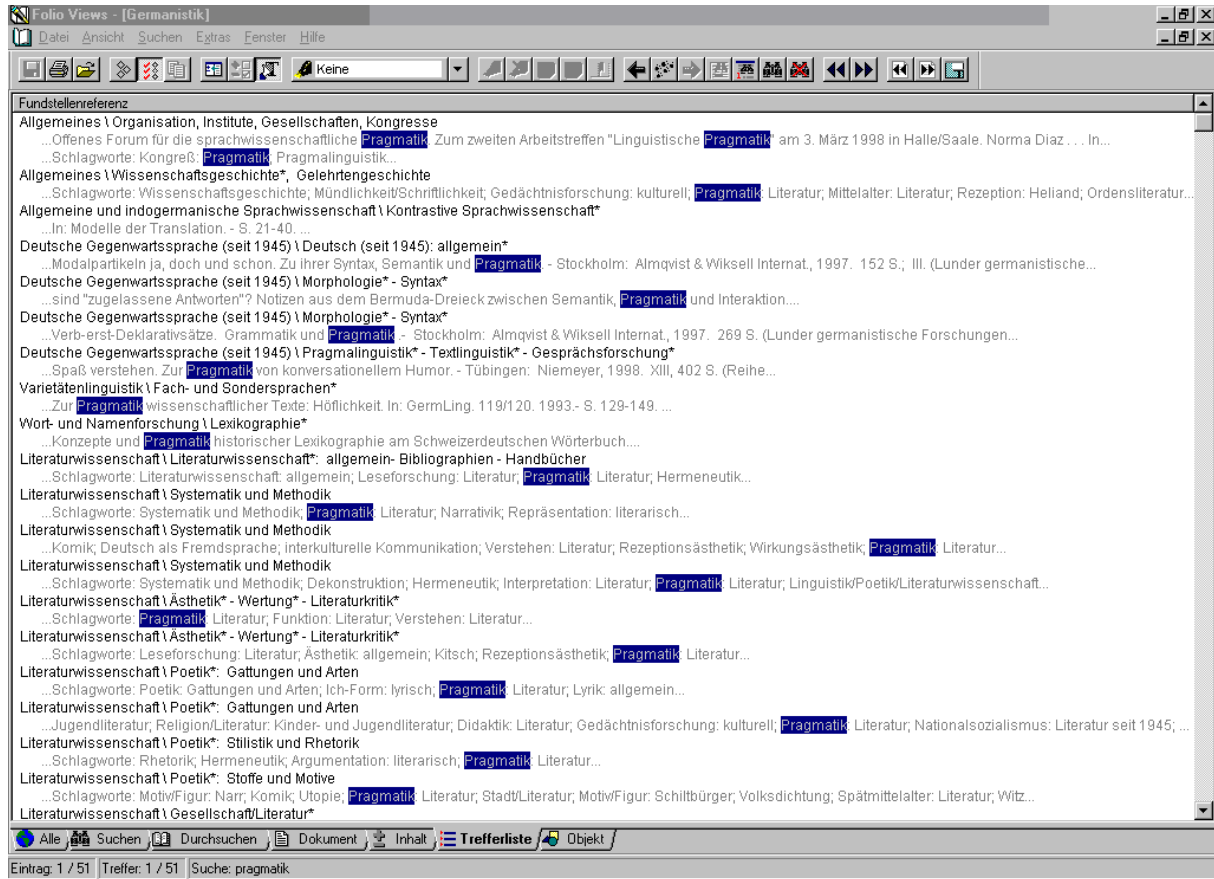 Folio Views - [Germanistik]
Datei Ansicht Suchen Extras Fenster Hilfe
Keine
Fundstellenreferenz
Allgemeines \ Organisation, Institute, Gesellschaften, Kongresse
...Offenes Forum für die sprachwissenschaftliche Pragmatik. Zum zweiten Arbeitstreffen "Linguistische Pragmatik" am 3. März 1998 in Halle/Saale. Norma Diaz . . . In...
...Schlagworte: Kongreß: Pragmatik; Pragmalinguistik...
Allgemeines \ Wissenschaftsgeschichte*, Gelehrtengeschichte
...Schlagworte: Wissenschaftsgeschichte; Mündlichkeit/Schriftlichkeit; Gedächtnisforschung: kulturell; Pragmatik: Literatur; Mittelalter: Literatur; Rezeption: Heliand; Ordensliteratur...
Allgemeine und indogermanische Sprachwissenschaft \ Kontrastive Sprachwissenschaft*
...In: Modelle der Translation. - S. 21-40. ...
Deutsche Gegenwartssprache (seit 1945) \ Deutsch (seit 1945): allgemein*
...Modalpartikeln ja, doch und schon. Zu ihrer Syntax, Semantik und Pragmatik. - Stockholm: Almqvist & Wiksell Internat., 1997. 152 S.; III. (Lunder germanistische...
Deutsche Gegenwartssprache (seit 1945) \ Morphologie* - Syntax*
...sind "zugelassene Antworten"? Notizen aus dem Bermuda-Dreieck zwischen Semantik, Pragmatik und Interaktion....
Deutsche Gegenwartssprache (seit 1945) \ Morphologie* - Syntax*
...Verb-erst-Deklarativsätze. Grammatik und Pragmatik .- Stockholm: Almqvist & Wiksell Internat., 1997. 269 S. (Lunder germanistische Forschungen...
Deutsche Gegenwartssprache (seit 1945) \ Pragmalinguistik* - Textlinguistik* - Gesprächsforschung*
...Spaß verstehen. Zur Pragmatik von konversationellem Humor. - Tübingen: Niemeyer, 1998. XIII, 402 S. (Reihe...
Varietätenlinguistik \ Fach- und Sondersprachen*
...Zur Pragmatik wissenschaftlicher Texte: Höflichkeit. In: GermLing. 119/120. 1993.- S. 129-149. ...
Wort- und Namenforschung \ Lexikographie*
...Konzepte und Pragmatik historischer Lexikographie am Schweizerdeutschen Wörterbuch....
Literaturwissenschaft \ Literaturwissenschaft*: allgemein- Bibliographien - Handbücher
...Schlagworte: Literaturwissenschaft: allgemein; Leseforschung: Literatur; Pragmatik: Literatur; Hermeneutik...
Literaturwissenschaft \ Systematik und Methodik
...Schlagworte: Systematik und Methodik; Pragmatik: Literatur; Narrativik; Repräsentation: literarisch...
Literaturwissenschaft \ Systematik und Methodik
...Komik; Deutsch als Fremdsprache; interkulturelle Kommunikation; Verstehen: Literatur; Rezeptionsästhetik; Wirkungsästhetik; Pragmatik: Literatur...
Literaturwissenschaft \ Systematik und Methodik
...Schlagworte: Systematik und Methodik; Dekonstruktion; Hermeneutik; Interpretation: Literatur; Pragmatik: Literatur; Linguistik/Poetik/Literaturwissenschaft...
Literaturwissenschaft \ Ästhetik* - Wertung* - Literaturkritik*
...Schlagworte: Pragmatik: Literatur; Funktion: Literatur; Verstehen: Literatur...
Literaturwissenschaft \ Ästhetik* - Wertung* - Literaturkritik*
...Schlagworte: Leseforschung: Literatur; Ästhetik: allgemein; Kitsch; Rezeptionsästhetik; Pragmatik: Literatur...
Literaturwissenschaft \ Poetik*: Gattungen und Arten
...Schlagworte: Poetik: Gattungen und Arten; Ich-Form: lyrisch; Pragmatik: Literatur; Lyrik: allgemein...
Literaturwissenschaft \ Poetik*: Gattungen und Arten
...Jugendliteratur; Religion/Literatur: Kinder- und Jugendliteratur; Didaktik: Literatur; Gedächtnisforschung: kulturell; Pragmatik: Literatur; Nationalsozialismus: Literatur seit 1945; ...
Literaturwissenschaft \ Poetik*: Stilistik und Rhetorik
...Schlagworte: Rhetorik; Hermeneutik; Argumentation: literarisch; Pragmatik: Literatur...
Literaturwissenschaft \ Poetik*: Stoffe und Motive
...Schlagworte: Motiv/Figur: Narr; Komik; Utopie; Pragmatik: Literatur; Stadt/Literatur; Motiv/Figur: Schiltbürger; Volksdichtung; Spätmittelalter: Literatur; Witz...
Literaturwissenschaft \ Gesellschaft/Literatur*
Alle Suchen Durchsuchen Dokument Inhalt Trefferliste Objekt
Eintrag: 1 / 51 Treffer: 1 / 51 Suche: pragmatik